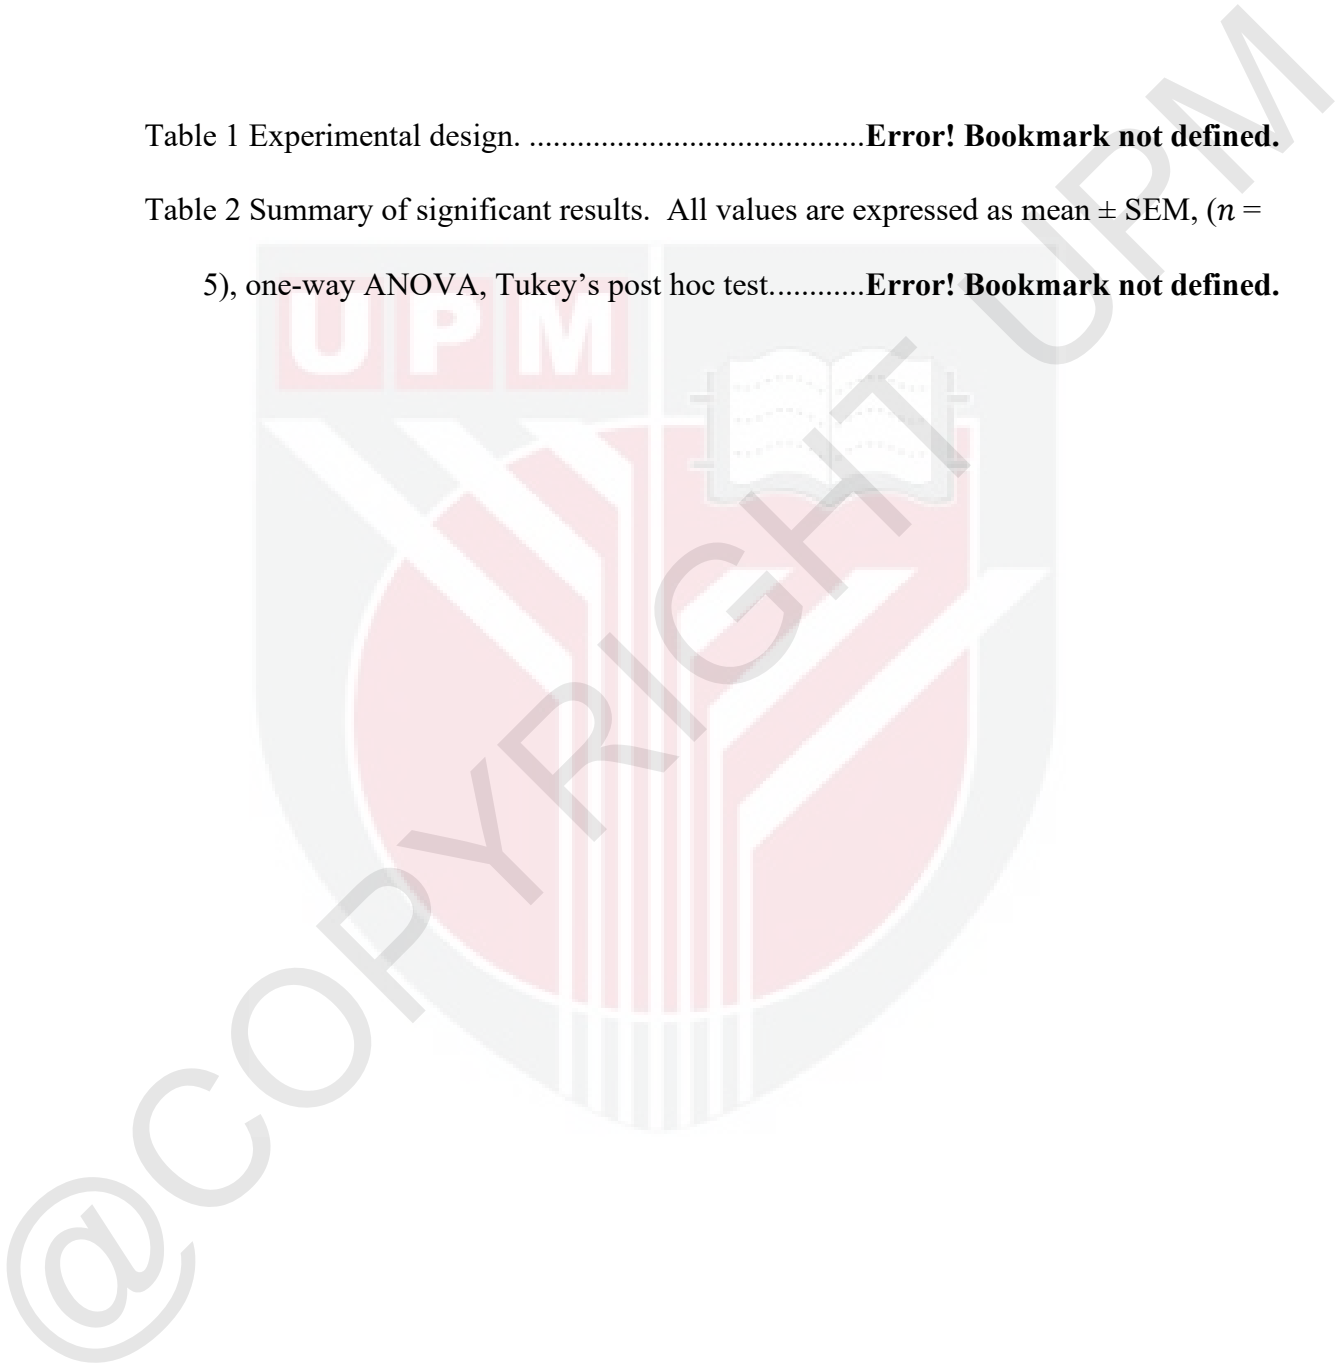 Table 1 Experimental design. ..........................................Error! Bookmark not defined.
Table 2 Summary of significant results.  All values are expressed as mean ± SEM, (𝑛 =
5), one-way ANOVA, Tukey’s post hoc test............Error! Bookmark not defined.
UPM
@COPYRIGHT UPM